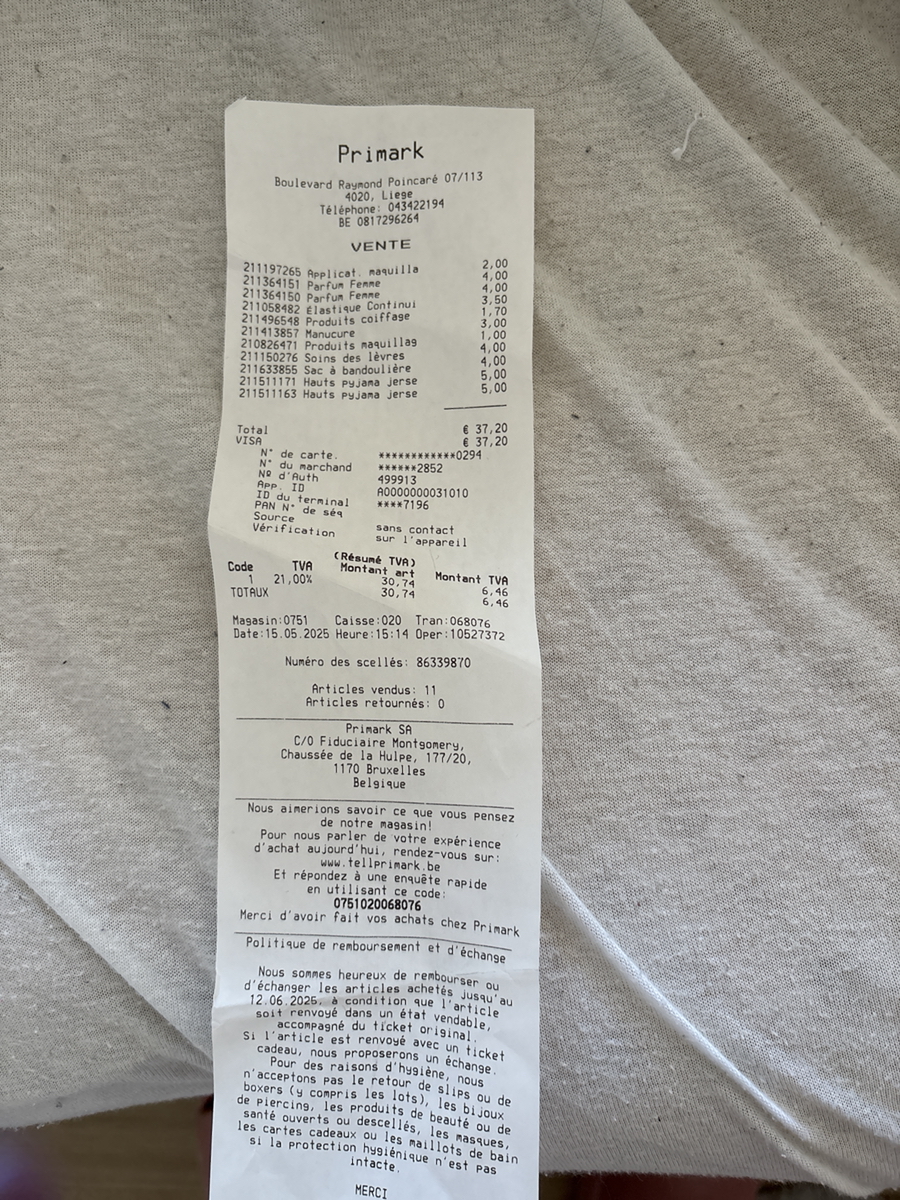 Primark
Boulevard Raymond Poincaré 07/113
4020, Liege
Téléphone: 043422194
BE 0817296264
VENTE
211197265 Applicat. maquilla 2,00
211364151 Parfum Femme 4,00
211364150 Parfum Femme 4,00
211058482 Élastique Continui 3,50
211496548 Produits coiffage 1,70
211413857 Manucure 3,00
210826471 Produits maquillag 1,00
211150276 Soins des lèvres 4,00
211633855 Sac à bandoulière 4,00
211511171 Hauts pyjama jerse 5,00
211511163 Hauts pyjama jerse 5,00
Total € 37,20
VISA € 37,20
N° de carte. ************0294
N° du marchand ******2852
Nº d'Auth 499913
App. ID A0000000031010
ID du terminal ****7196
PAN N° de séq
Source sans contact
Vérification sur l'appareil
(Résumé TVA)
Code TVA Montant art Montant TVA
1 21,00% 30,74 6,46
TOTAUX 30,74 6,46
Magasin:0751 Caisse:020 Tran:068076
Date:15.05.2025 Heure:15:14 Oper:10527372
Numéro des scellés: 86339870
Articles vendus: 11
Articles retournés: 0
Primark SA
C/O Fiduciaire Montgomery,
Chaussée de la Hulpe, 177/20,
1170 Bruxelles
Belgique
Nous aimerions savoir ce que vous pensez
de notre magasin!
Pour nous parler de votre expérience
d'achat aujourd'hui, rendez-vous sur:
www.tellprimark.be
Et répondez à une enquête rapide
en utilisant ce code:
0751020068076
Merci d'avoir fait vos achats chez Primark
Politique de remboursement et d'échange
Nous sommes heureux de rembourser ou
d'échanger les articles achetés jusqu'au
12.06.2025, à condition que l'article
soit renvoyé dans un état vendable,
accompagné du ticket original.
Si l'article est renvoyé avec un ticket
cadeau, nous proposerons un échange.
Pour des raisons d'hygiène, nous
n'acceptons pas le retour de slips ou de
boxers (y compris les lots), les bijoux
de piercing, les produits de beauté ou de
santé ouverts ou descellés, les masques,
les cartes cadeaux ou les maillots de bain
si la protection hygiénique n'est pas
intacte.
MERCI